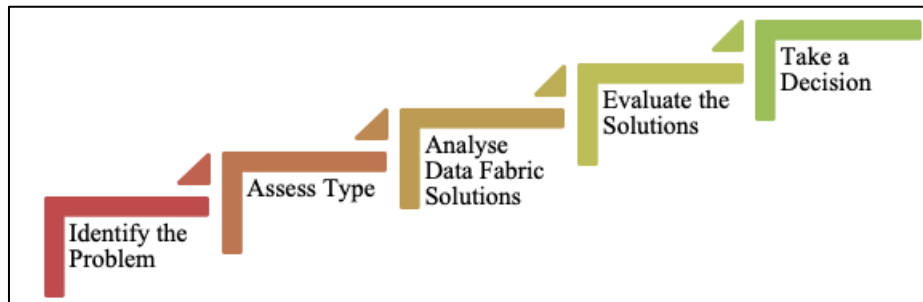 Identify the
Problem
Assess Type
Analyse
Data Fabric
Solutions
Evaluate the
Solutions
Take a
Decision